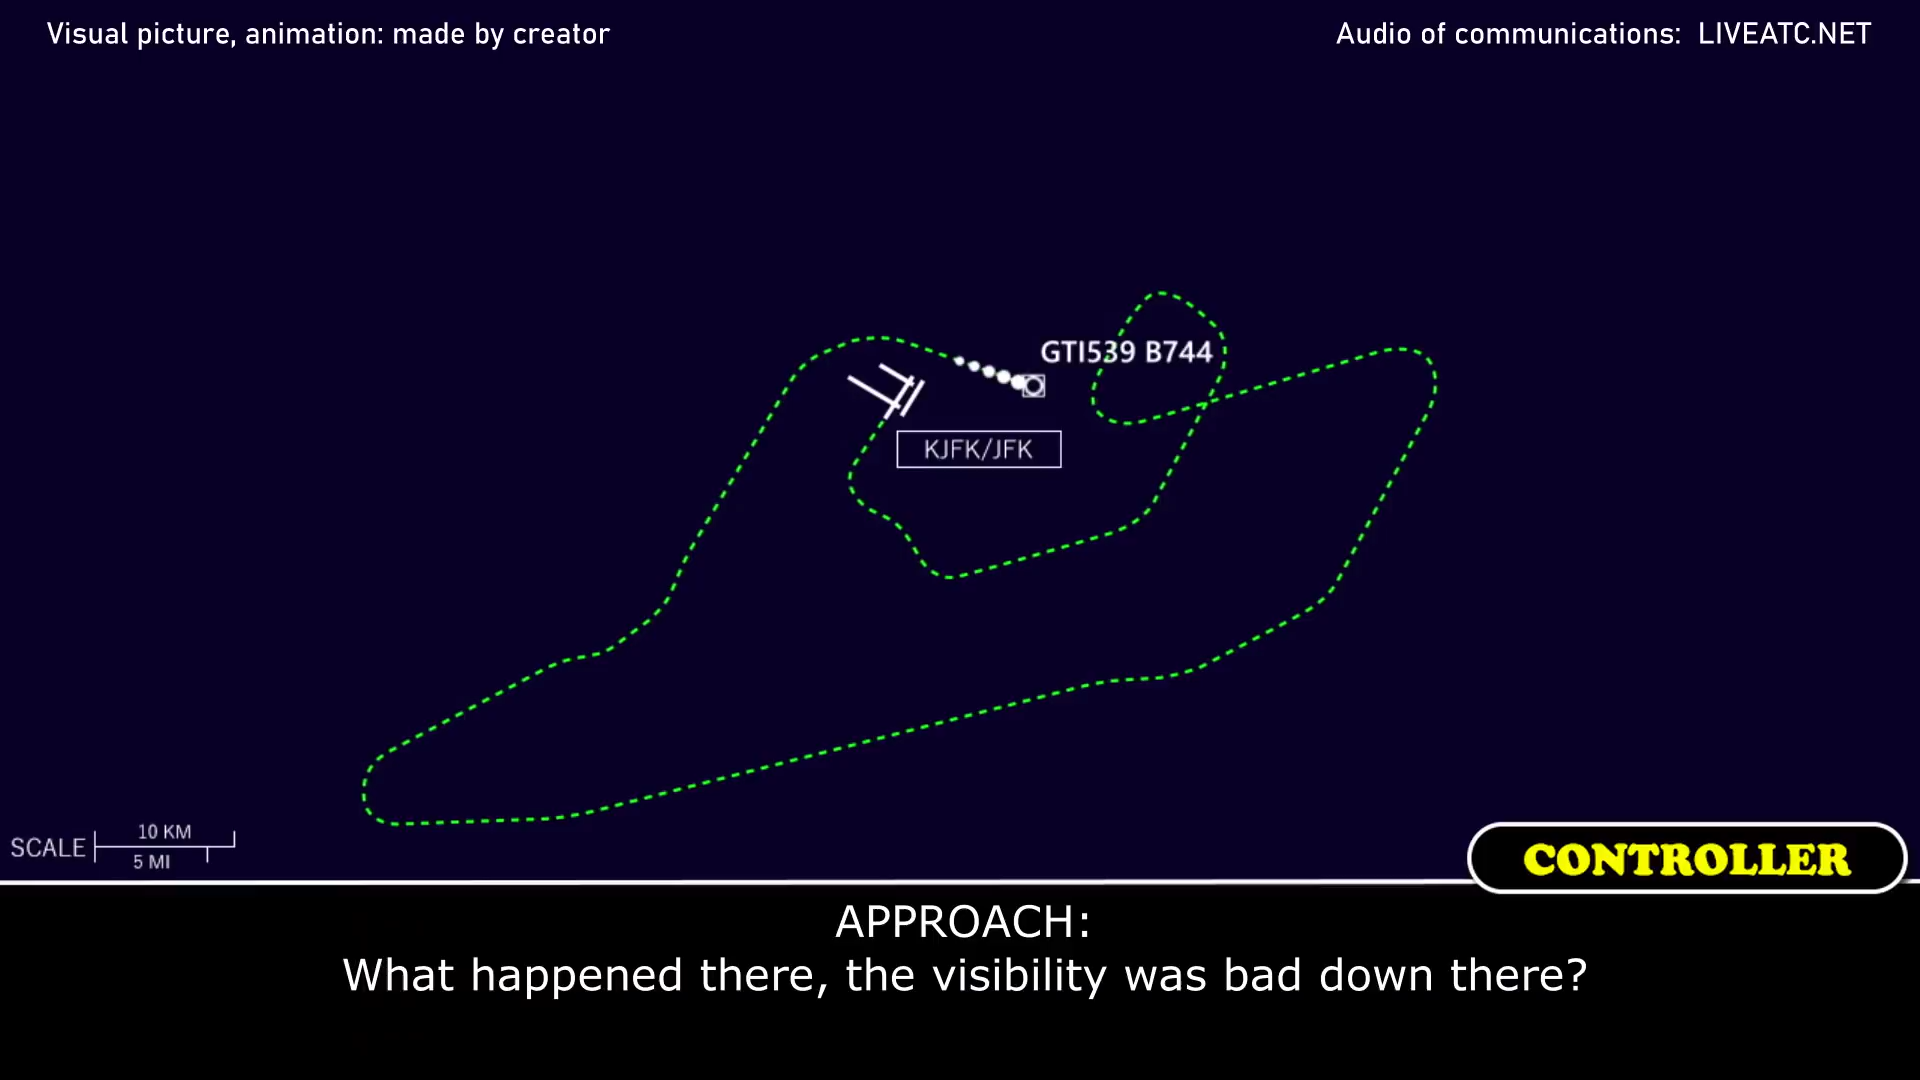 Visual picture, animation: made by creator
Audio of communications: LIVEATC.NET
GTI539 B744
KJFK/JFK
SCALE
10 KM
5 MI
CONTROLLER
APPROACH:
What happened there, the visibility was bad down there?